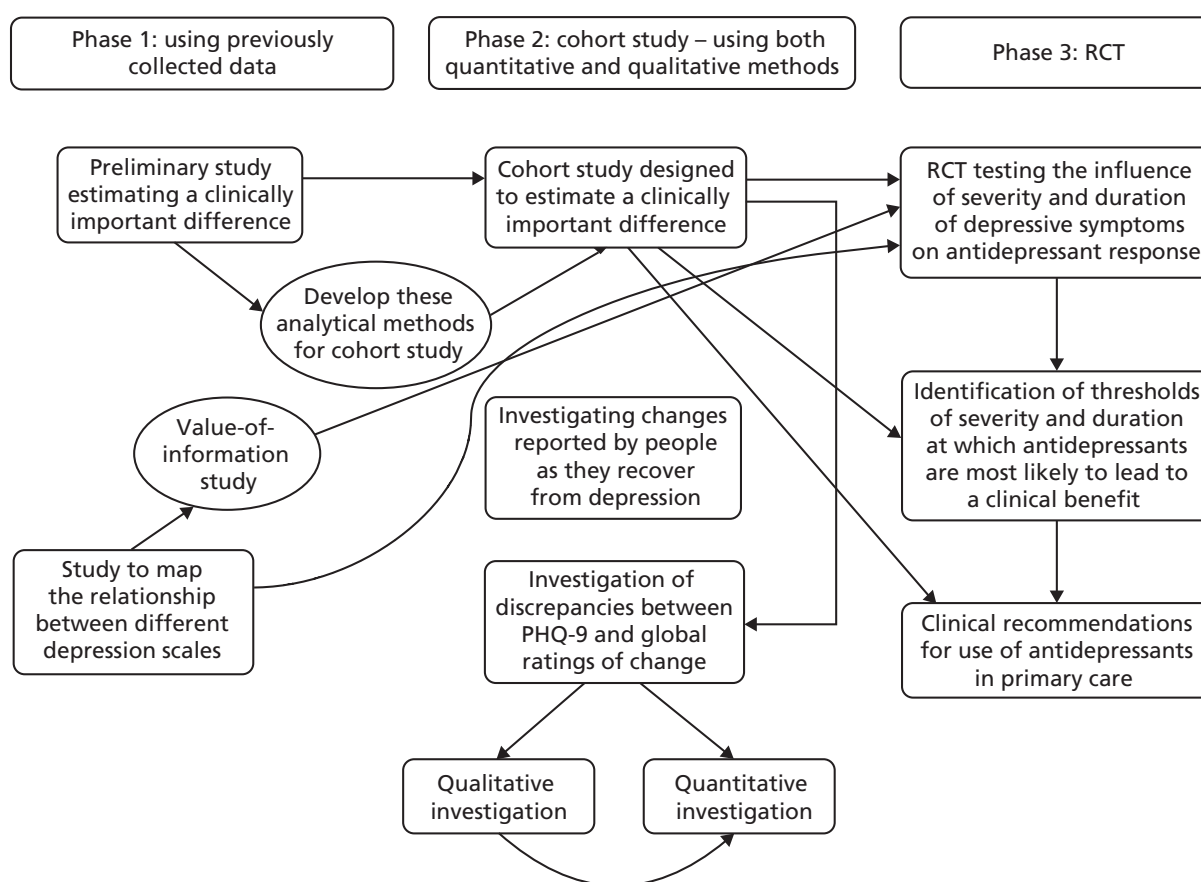 Phase 1: using previously
collected data
Phase 2: cohort study – using both
quantitative and qualitative methods
Phase 3: RCT
Preliminary study
estimating a clinically
important difference
Cohort study designed
to estimate a clinically
important difference
RCT testing the influence
of severity and duration
of depressive symptoms
on antidepressant response
Develop these
analytical methods
for cohort study
Value-of-
information
study
Investigating changes
reported by people
as they recover
from depression
Identification of thresholds
of severity and duration
at which antidepressants
are most likely to lead to
a clinical benefit
Study to map
the relationship
between different
depression scales
Investigation of
discrepancies between
PHQ-9 and global
ratings of change
Clinical recommendations
for use of antidepressants
in primary care
Qualitative
investigation
Quantitative
investigation